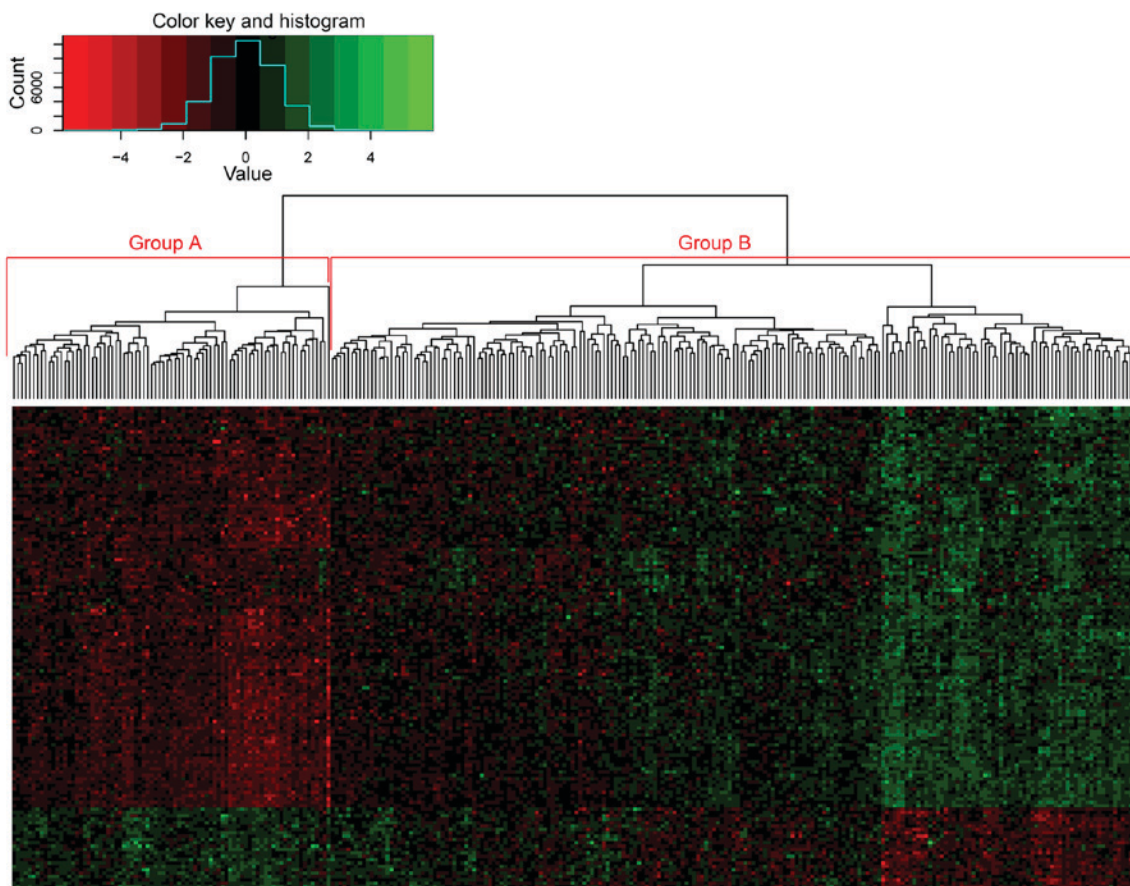 Color key and histogram
Count
6000
0
−4 −2 0 2 4
Value
Group A Group B